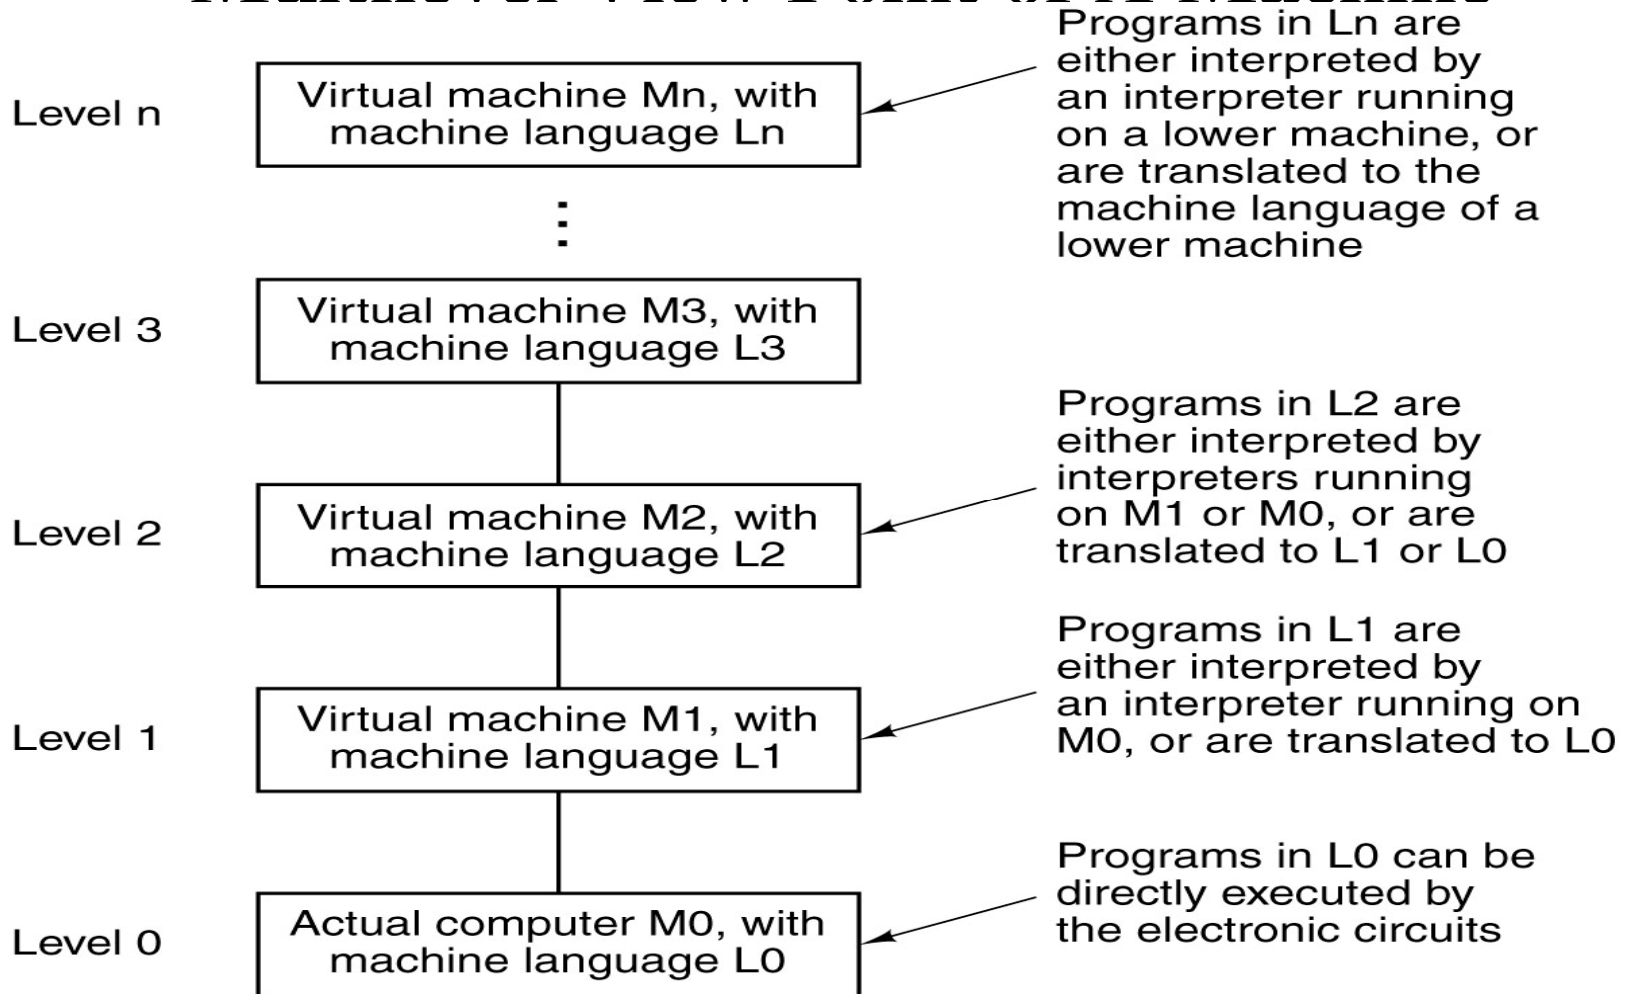 Programs in Ln are
either interpreted by
an interpreter running
on a lower machine, or
are translated to the
machine language of a
lower machine
Level n
Virtual machine Mn, with
machine language Ln
Level 3
Virtual machine M3, with
machine language L3
Programs in L2 are
either interpreted by
interpreters running
on M1 or M0, or are
translated to L1 or L0
Level 2
Virtual machine M2, with
machine language L2
Programs in L1 are
either interpreted by
an interpreter running on
M0, or are translated to L0
Level 1
Virtual machine M1, with
machine language L1
Programs in L0 can be
directly executed by
the electronic circuits
Level 0
Actual computer M0, with
machine language L0